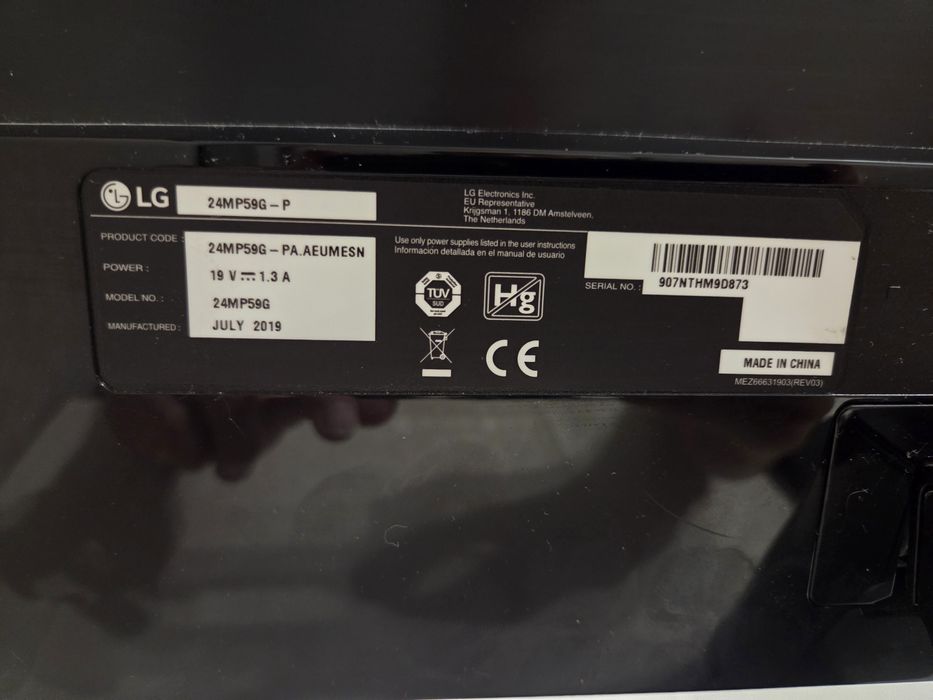 LG 24MP59G-P
LG Electronics Inc.
EU Representative
Krijgsman 1, 1186 DM Amstelveen,
The Netherlands
PRODUCT CODE : 24MP59G-PA.AEUMESN
POWER : 19 V 1.3 A
MODEL NO. : 24MP59G
MANUFACTURED : JULY 2019
Use only power supplies listed in the user instructions
Información detallada en el manual de usuario
TÜV
SÜD
Hg
CE
SERIAL NO. : 907NTHM9D873
MADE IN CHINA
MEZ66631903(REV03)